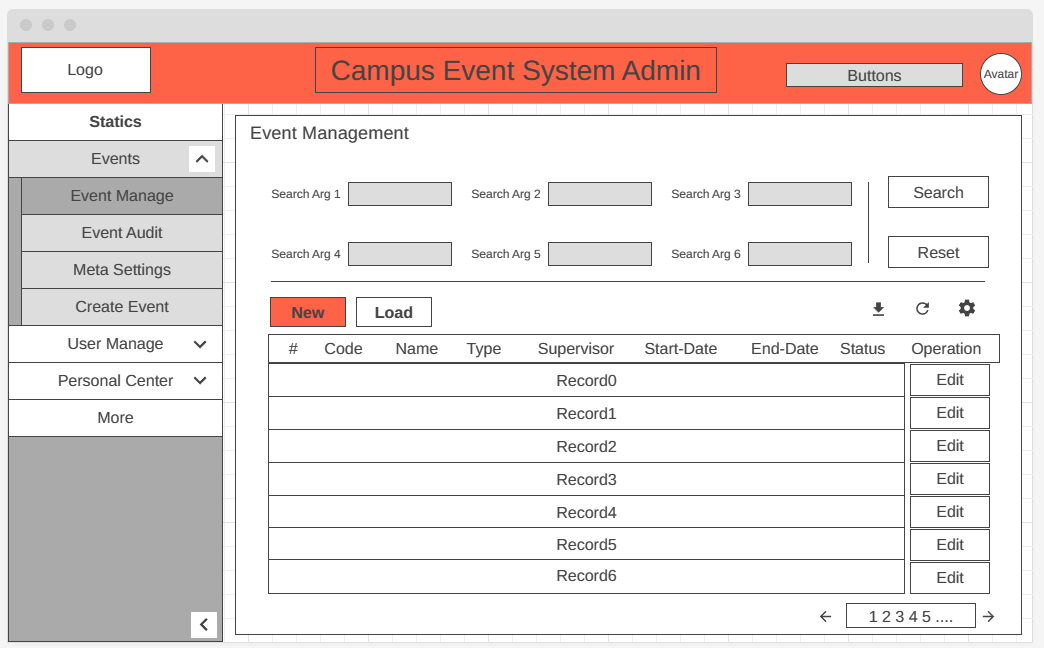 Logo
Campus Event System Admin
Buttons
Avatar
Statics
Events
Event Manage
Event Audit
Meta Settings
Create Event
User Manage
Personal Center
More
Event Management
Search Arg 1 Search Arg 2 Search Arg 3 Search
Search Arg 4 Search Arg 5 Search Arg 6 Reset
New Load
# Code Name Type Supervisor Start-Date End-Date Status Operation
Record0 Edit
Record1 Edit
Record2 Edit
Record3 Edit
Record4 Edit
Record5 Edit
Record6 Edit
1 2 3 4 5 ....